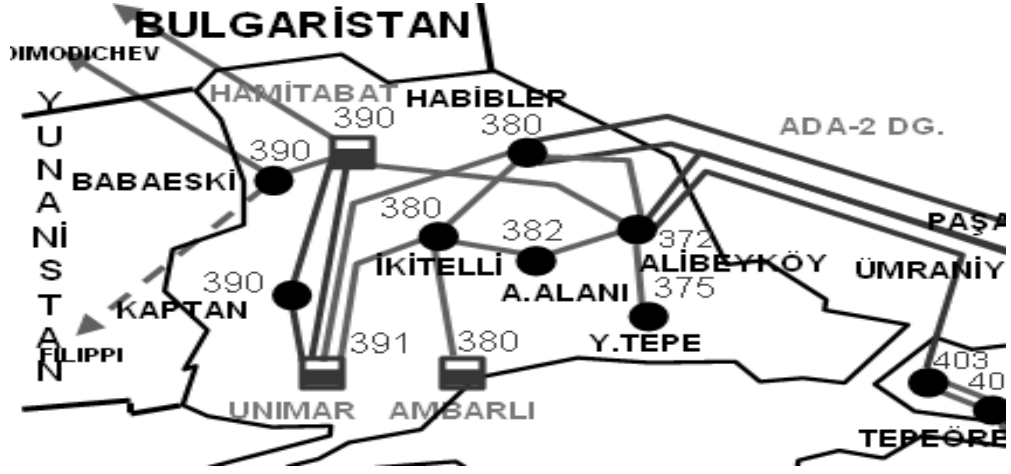 BULGARİSTAN
DIMODICHEV
YUNANİSTAN
HAMİTABAT
HABİBLER
390
380
ADA-2 DG.
390
BABAESKİ
380
382
372
PAŞA
İKİTELLİ
ALİBEYKÖY
ÜMRANİY
390
A.ALANI
375
KAPTAN
Y.TEPE
391
380
FILIPPI
403
40
UNIMAR
AMBARLI
TEPEÖRE